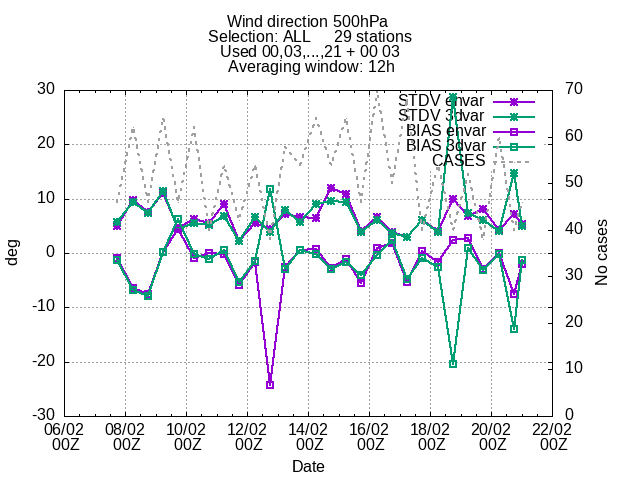 Wind direction 500hPa
Selection: ALL 29 stations
Used 00,03,...,21 + 00 03
Averaging window: 12h
30 70
STDV envar
STDV 3dvar
BIAS envar
BIAS 3dvar
CASES
20 60
10 50
0 40
-10 30
-20 20
-30 10
0
deg
No cases
06/02 08/02 10/02 12/02 14/02 16/02 18/02 20/02 22/02
00Z 00Z 00Z 00Z 00Z 00Z 00Z 00Z 00Z
Date